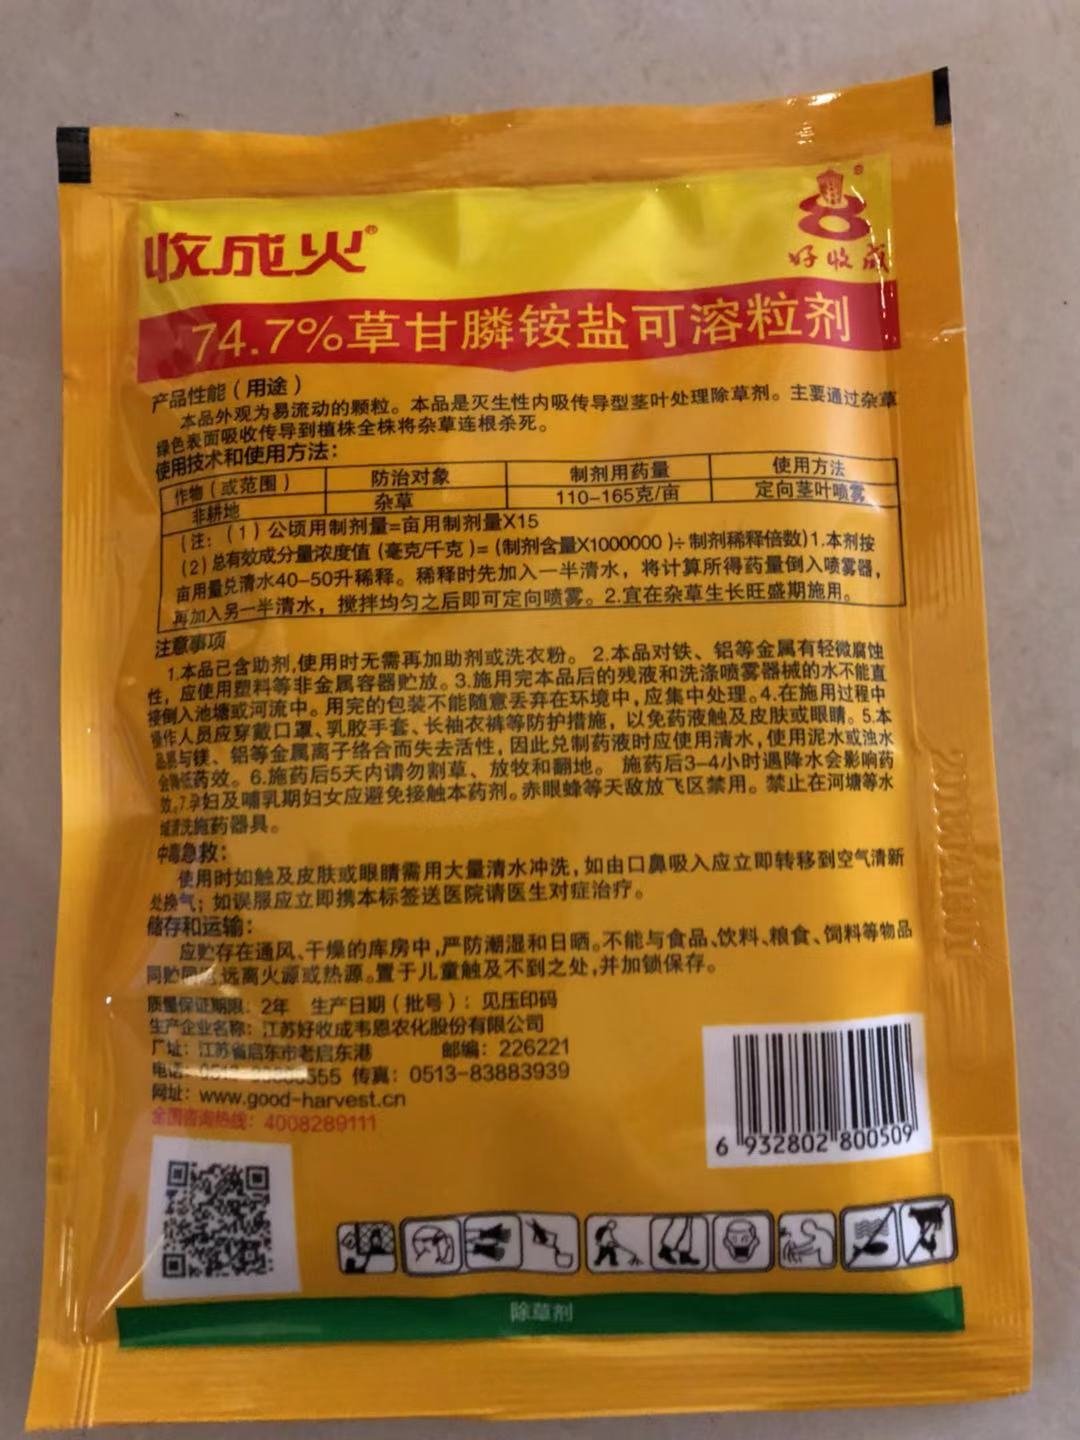 收成火®
好收成
74.7%草甘膦铵盐可溶粒剂
产品性能（用途）
本品外观为易流动的颗粒。本品是灭生性内吸传导型茎叶处理除草剂。主要通过杂草
绿色表面吸收传导到植株全株将杂草连根杀死。
使用技术和使用方法：
作物（或范围） 防治对象 制剂用药量 使用方法
非耕地 杂草 110-165克/亩 定向茎叶喷雾
（注：（1）公顷用制剂量=亩用制剂量X15
（2）总有效成分量浓度值（毫克/千克）=（制剂含量X1000000）÷制剂稀释倍数）1.本剂按
亩用量兑清水40-50升稀释。稀释时先加入一半清水，将计算所得药量倒入喷雾器，
再加入另一半清水，搅拌均匀之后即可定向喷雾。2.宜在杂草生长旺盛期施用。
注意事项
1.本品已含助剂,使用时无需再加助剂或洗衣粉。 2.本品对铁、铝等金属有轻微腐蚀
性，应使用塑料等非金属容器贮放。3.施用完本品后的残液和洗涤喷雾器械的水不能直
接倒入池塘或河流中。用完的包装不能随意丢弃在环境中，应集中处理。4.在施用过程中
操作人员应穿戴口罩、乳胶手套、长袖衣裤等防护措施，以免药液触及皮肤或眼睛。5.本
品易与镁、铝等金属离子络合而失去活性，因此兑制药液时应使用清水，使用泥水或浊水
会降低药效。6.施药后5天内请勿割草、放牧和翻地。 施药后3-4小时遇降水会影响药
效。7.孕妇及哺乳期妇女应避免接触本药剂。赤眼蜂等天敌放飞区禁用。禁止在河塘等水
域清洗施药器具。
中毒急救：
使用时如触及皮肤或眼睛需用大量清水冲洗，如由口鼻吸入应立即转移到空气清新
处换气；如误服应立即携本标签送医院请医生对症治疗。
储存和运输：
应贮存在通风、干燥的库房中,严防潮湿和日晒。不能与食品、饮料、粮食、饲料等物品
同贮同运,远离火源或热源。置于儿童触及不到之处,并加锁保存。
质量保证期限：2年 生产日期（批号）：见压印码
生产企业名称：江苏好收成韦恩农化股份有限公司
厂址：江苏省启东市老启东港 邮编：226221
电话： 传真：0513-83883939
网址：www.good-harvest.cn
全国咨询热线：4008289111
6 932802 800509
除草剂